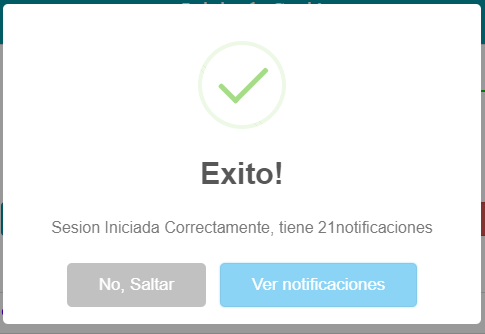 Exito!
Sesion Iniciada Correctamente, tiene 21notificaciones
No, Saltar
Ver notificaciones